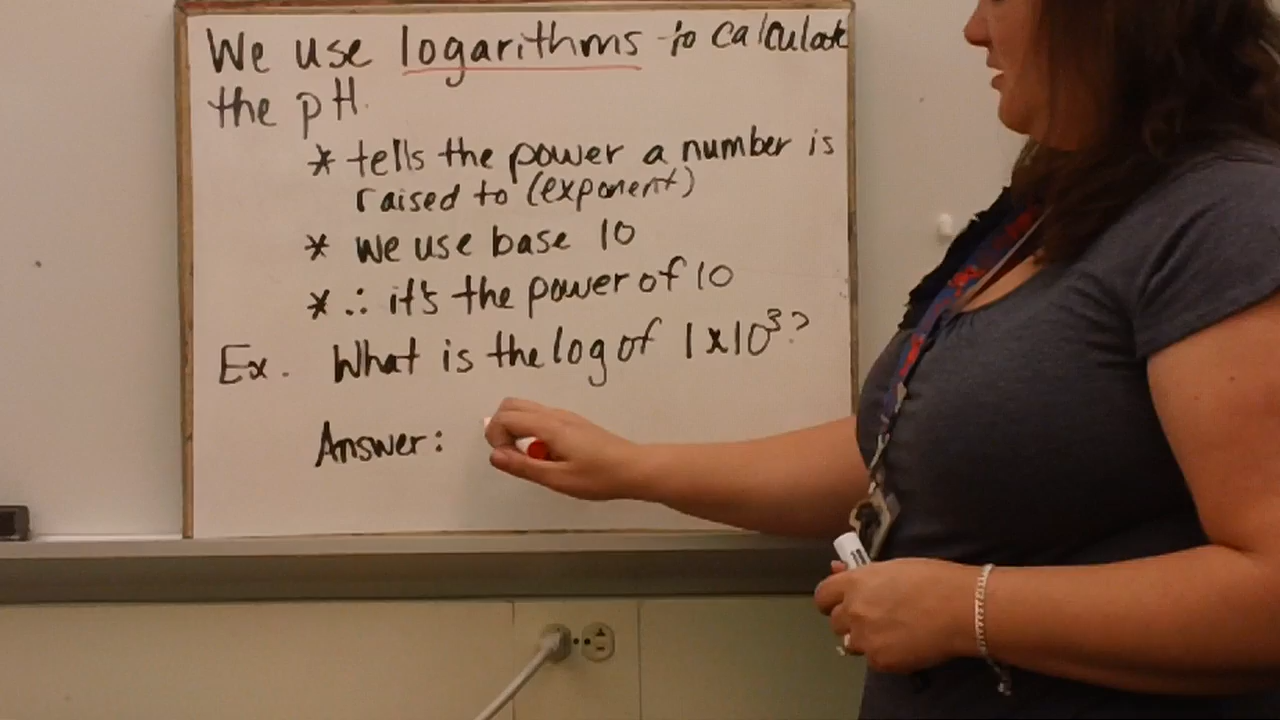 We use logarithms to calculate
the pH.
* tells the power a number is
raised to (exponent)
* we use base 10
* ∴ it's the power of 10
Ex. What is the log of 1x10³?
Answer: